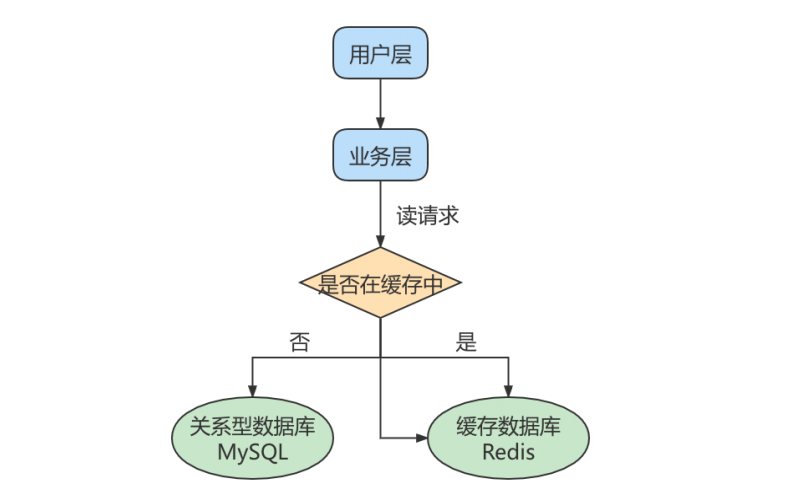 用户层
业务层
读请求
是否在缓存中
否
是
关系型数据库
MySQL
缓存数据库
Redis